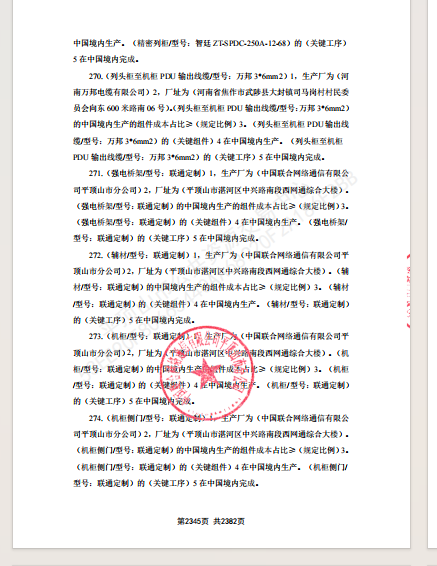 中国境内生产。（精密列柜/型号：智廷 ZT-SPDC-250A-12-68）的（关键工序）
5 在中国境内完成。
270.（列头柜至机柜 PDU 输出线缆/型号：万邦 3*6mm2）1，生产厂为（河
南万邦电缆有限公司）2，厂址为（河南省焦作市武陟县大封镇司马岗村村民委
员会向东 600 米路南 06 号）。（列头柜至机柜 PDU 输出线缆/型号：万邦 3*6mm2）
的中国境内生产的组件成本占比≥（规定比例）3。（列头柜至机柜 PDU 输出线
缆/型号：万邦 3*6mm2）的（关键组件）4 在中国境内生产。（列头柜至机柜
PDU 输出线缆/型号：万邦 3*6mm2）的（关键工序）5 在中国境内完成。
271.（强电桥架/型号：联通定制）1，生产厂为（中国联合网络通信有限公
司平顶山市分公司）2，厂址为（平顶山市湛河区中兴路南段西网通综合大楼）。
（强电桥架/型号：联通定制）的中国境内生产的组件成本占比≥（规定比例）3。
（强电桥架/型号：联通定制）的（关键组件）4 在中国境内生产。（强电桥架/
型号：联通定制）的（关键工序）5 在中国境内完成。
272.（辅材/型号：联通定制）1，生产厂为（中国联合网络通信有限公司平
顶山市分公司）2，厂址为（平顶山市湛河区中兴路南段西网通综合大楼）。（辅
材/型号：联通定制）的中国境内生产的组件成本占比≥（规定比例）3。（辅材
/型号：联通定制）的（关键组件）4 在中国境内生产。（辅材/型号：联通定制）
的（关键工序）5 在中国境内完成。
273.（机柜/型号：联通定制）1，生产厂为（中国联合网络通信有限公司平
顶山市分公司）2，厂址为（平顶山市湛河区中兴路南段西网通综合大楼）。（机
柜/型号：联通定制）的中国境内生产的组件成本占比≥（规定比例）3。（机柜
/型号：联通定制）的（关键组件）4 在中国境内生产。（机柜/型号：联通定制）
的（关键工序）5 在中国境内完成。
274.（机柜侧门/型号：联通定制）1，生产厂为（中国联合网络通信有限公
司平顶山市分公司）2，厂址为（平顶山市湛河区中兴路南段西网通综合大楼）。
（机柜侧门/型号：联通定制）的中国境内生产的组件成本占比≥（规定比例）3。
（机柜侧门/型号：联通定制）的（关键组件）4 在中国境内生产。（机柜侧门/
型号：联通定制）的（关键工序）5 在中国境内完成。
第2345页 共2382页